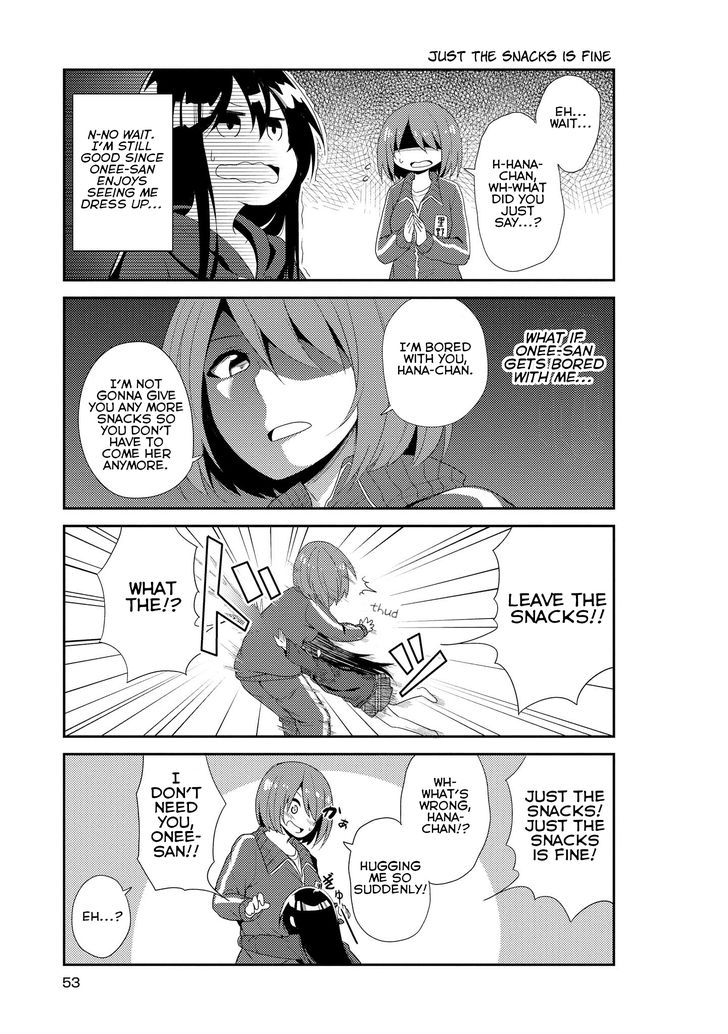 JUST THE SNACKS IS FINE
EH...
WAIT...
H-HANA-
CHAN,
WH-WHAT
DID YOU
JUST
SAY...?
N-NO WAIT.
I'M STILL
GOOD SINCE
ONEE-SAN
ENJOYS
SEEING ME
DRESS UP...
WHAT IF
ONEE-SAN
GETS BORED
WITH ME...
I'M BORED
WITH YOU,
HANA-CHAN.
I'M NOT
GONNA GIVE
YOU ANY MORE
SNACKS SO
YOU DON'T
HAVE TO
COME HER
ANYMORE.
LEAVE THE
SNACKS!!
thud
ドッ!!
WHAT
THE!?
JUST THE
SNACKS!
JUST THE
SNACKS
IS FINE!
WH-
WHAT'S
WRONG,
HANA-
CHAN!?
HUGGING
ME SO
SUDDENLY!
ぎゅ
I
DON'T
NEED
YOU,
ONEE-
SAN!!
EH...?
53